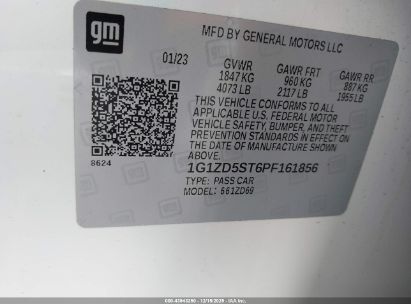 gm
MFD BY GENERAL MOTORS LLC
01/23 GVWR GAWR FRT GAWR RR
1847 KG 960 KG 887 KG
4073 LB 2117 LB 1955 LB
THIS VEHICLE CONFORMS TO ALL
APPLICABLE U.S. FEDERAL MOTOR
VEHICLE SAFETY, BUMPER, AND THEFT
PREVENTION STANDARDS IN EFFECT ON
THE DATE OF MANUFACTURE SHOWN
ABOVE.
8624
1G1ZD5ST6PF161856
TYPE: PASS CAR
MODEL: 661ZD69